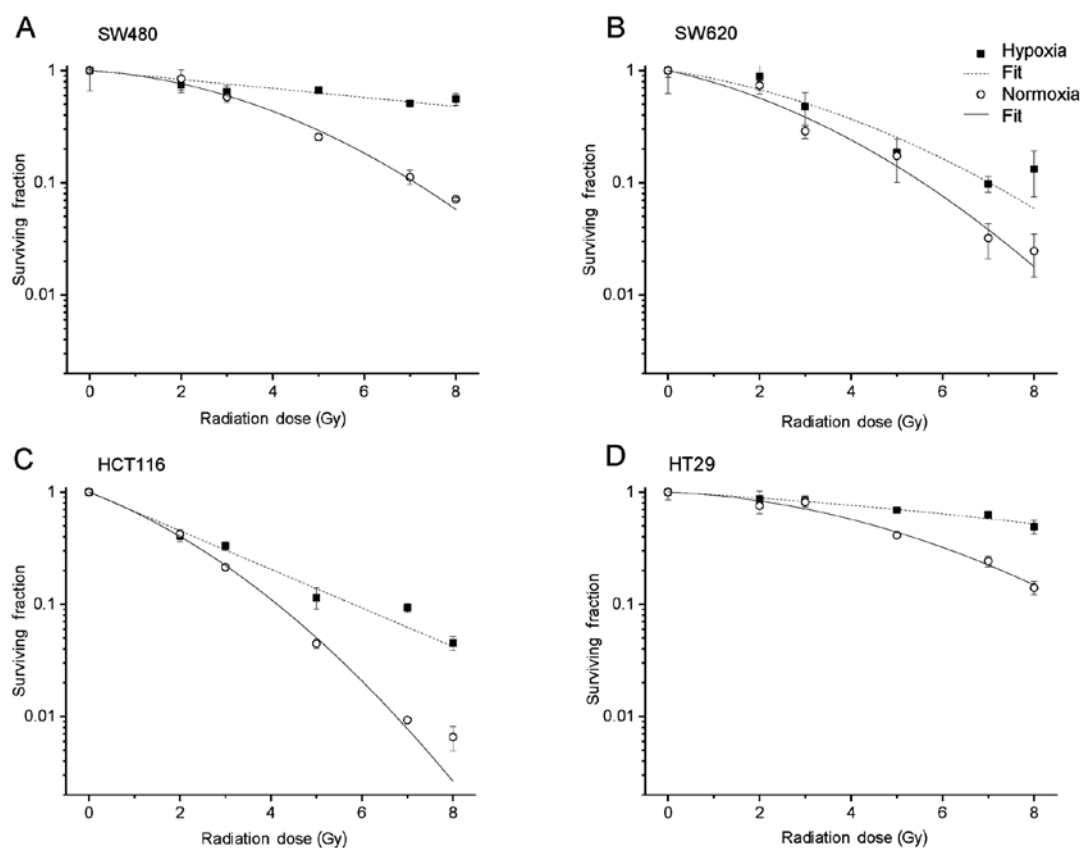 A
SW480
1
0.1
0.01
Surviving fraction
0 2 4 6 8
Radiation dose (Gy)
B
SW620
Hypoxia
Fit
Normoxia
Fit
1
0.1
0.01
Surviving fraction
0 2 4 6 8
Radiation dose (Gy)
C
HCT116
1
0.1
0.01
Surviving fraction
0 2 4 6 8
Radiation dose (Gy)
D
HT29
1
0.1
0.01
Surviving fraction
0 2 4 6 8
Radiation dose (Gy)